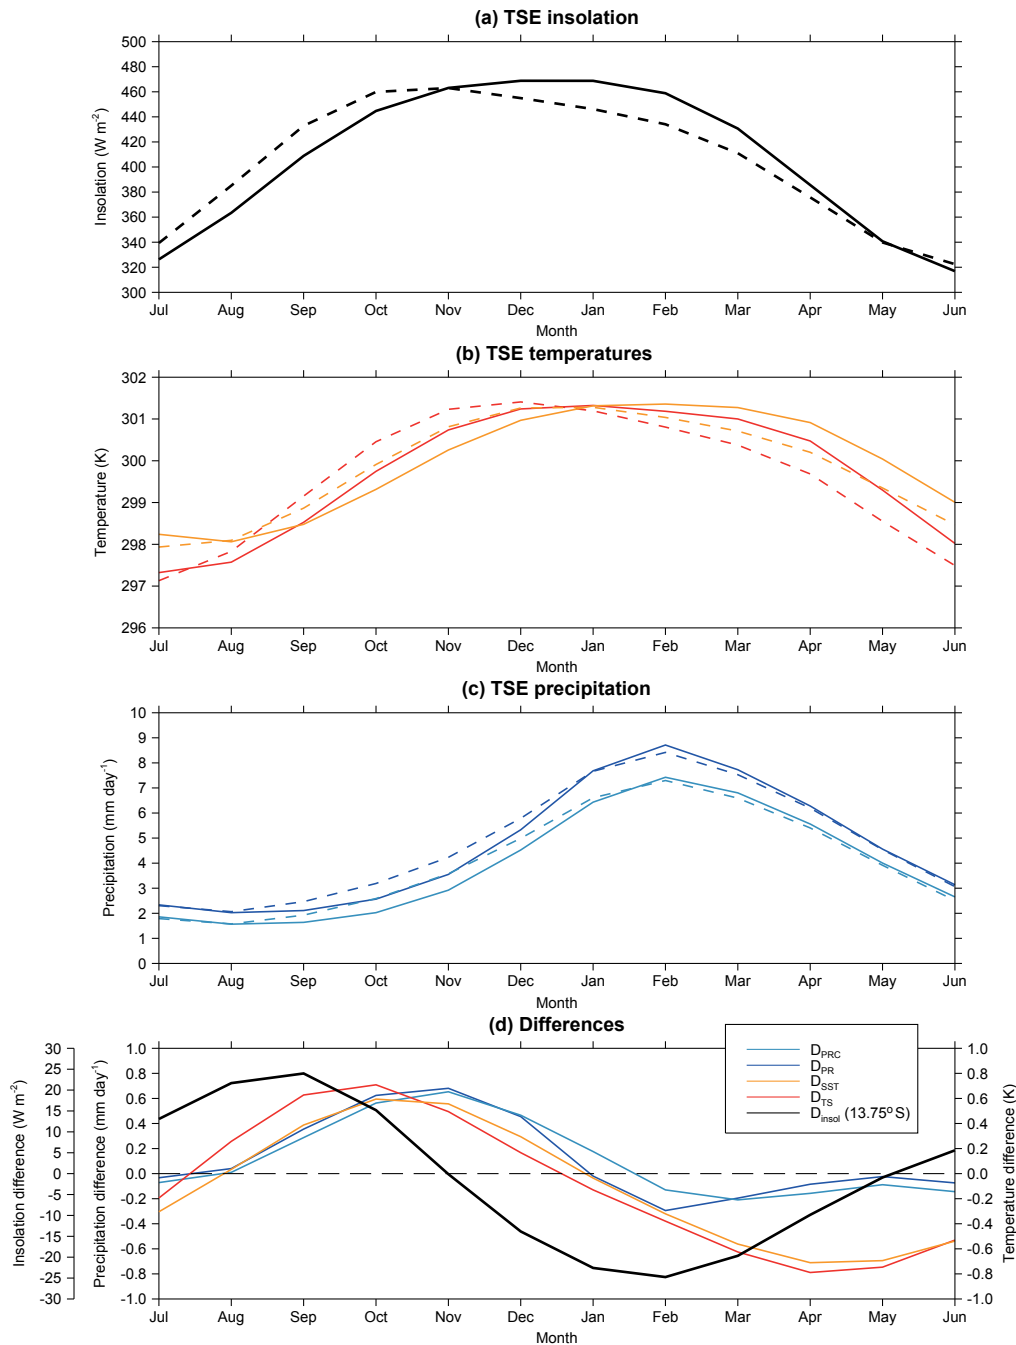 (a) TSE insolation
500
480
460
440
420
400
380
360
340
320
300
Insolation (W m-2)
Jul Aug Sep Oct Nov Dec Jan Feb Mar Apr May Jun
Month
(b) TSE temperatures
302
301
300
299
298
297
296
Temperature (K)
Jul Aug Sep Oct Nov Dec Jan Feb Mar Apr May Jun
Month
(c) TSE precipitation
10
9
8
7
6
5
4
3
2
1
0
Precipitation (mm day-1)
Jul Aug Sep Oct Nov Dec Jan Feb Mar Apr May Jun
Month
(d) Differences
30
25
20
15
10
5
0
-5
-10
-15
-20
-25
-30
Insolation difference (W m-2)
1.0
0.8
0.6
0.4
0.2
0.0
-0.2
-0.4
-0.6
-0.8
-1.0
Precipitation difference (mm day-1)
DPRC
DPR
DSST
DTS
Dinsol (13.75o S)
1.0
0.8
0.6
0.4
0.2
0.0
-0.2
-0.4
-0.6
-0.8
-1.0
Temperature difference (K)
Jul Aug Sep Oct Nov Dec Jan Feb Mar Apr May Jun
Month